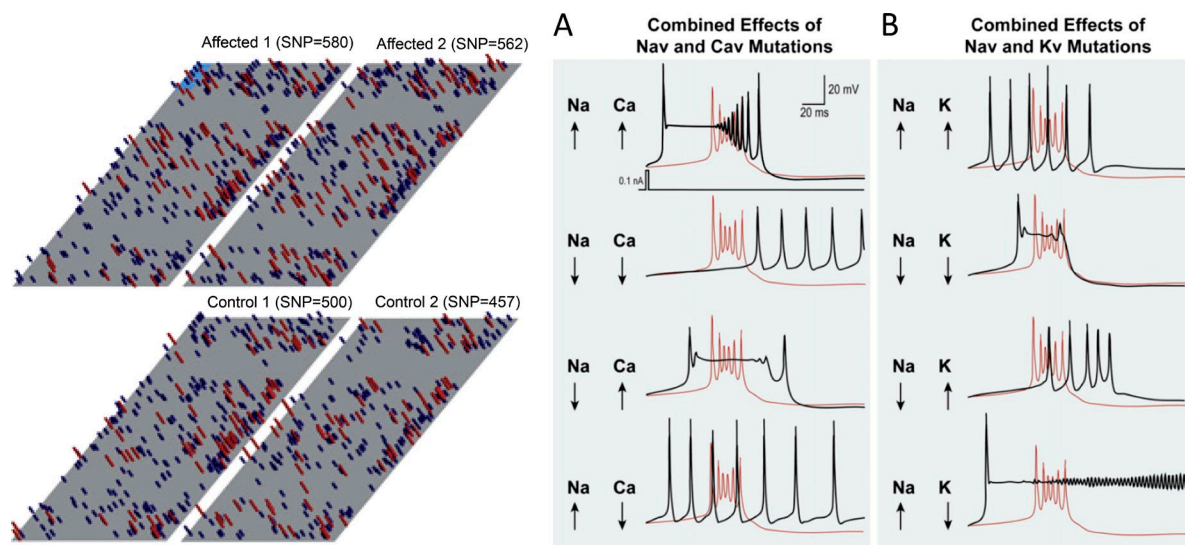 Affected 1 (SNP=580)
Affected 2 (SNP=562)
Control 1 (SNP=500)
Control 2 (SNP=457)
A
Combined Effects of
Nav and Cav Mutations
Na Ca
20 mV
20 ms
0.1 nA
Na Ca
Na Ca
Na Ca
B
Combined Effects of
Nav and Kv Mutations
Na K
Na K
Na K
Na K